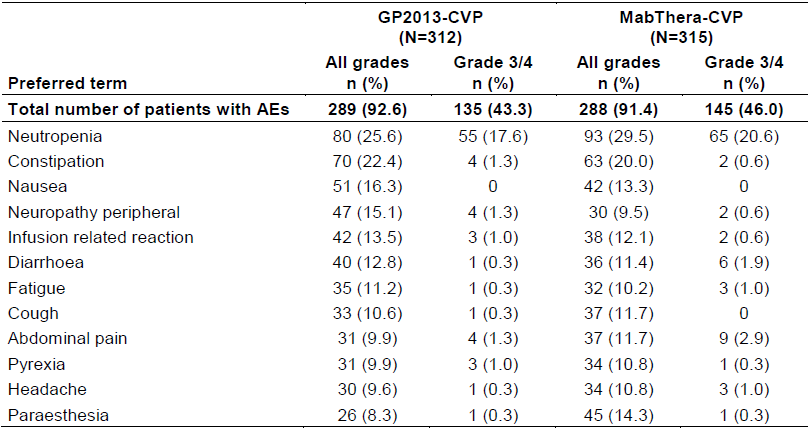 GP2013-CVP MabThera-CVP
(N=312) (N=315)
All grades Grade 3/4 All grades Grade 3/4
Preferred term n (%) n (%) n (%) n (%)
Total number of patients with AEs 289 (92.6) 135 (43.3) 288 (91.4) 145 (46.0)
Neutropenia 80 (25.6) 55 (17.6) 93 (29.5) 65 (20.6)
Constipation 70 (22.4) 4 (1.3) 63 (20.0) 2 (0.6)
Nausea 51 (16.3) 0 42 (13.3) 0
Neuropathy peripheral 47 (15.1) 4 (1.3) 30 (9.5) 2 (0.6)
Infusion related reaction 42 (13.5) 3 (1.0) 38 (12.1) 2 (0.6)
Diarrhoea 40 (12.8) 1 (0.3) 36 (11.4) 6 (1.9)
Fatigue 35 (11.2) 1 (0.3) 32 (10.2) 3 (1.0)
Cough 33 (10.6) 1 (0.3) 37 (11.7) 0
Abdominal pain 31 (9.9) 4 (1.3) 37 (11.7) 9 (2.9)
Pyrexia 31 (9.9) 3 (1.0) 34 (10.8) 1 (0.3)
Headache 30 (9.6) 1 (0.3) 34 (10.8) 3 (1.0)
Paraesthesia 26 (8.3) 1 (0.3) 45 (14.3) 1 (0.3)